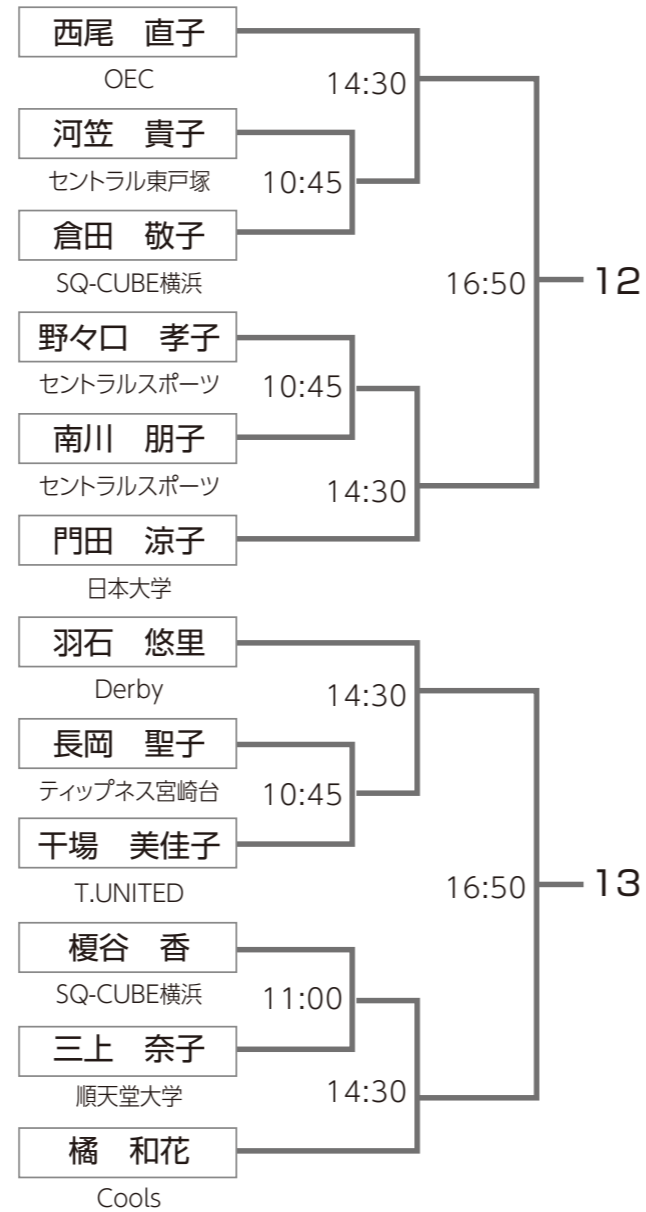 西尾　直子
OEC
14:30
河笠　貴子
セントラル東戸塚
10:45
倉田　敬子
SQ-CUBE横浜
16:50
12
野々口　孝子
セントラルスポーツ
10:45
南川　朋子
セントラルスポーツ
14:30
門田　涼子
日本大学
羽石　悠里
Derby
14:30
長岡　聖子
ティップネス宮崎台
10:45
干場　美佳子
T.UNITED
16:50
13
榎谷　香
SQ-CUBE横浜
11:00
三上　奈子
順天堂大学
14:30
橘　和花
Cools